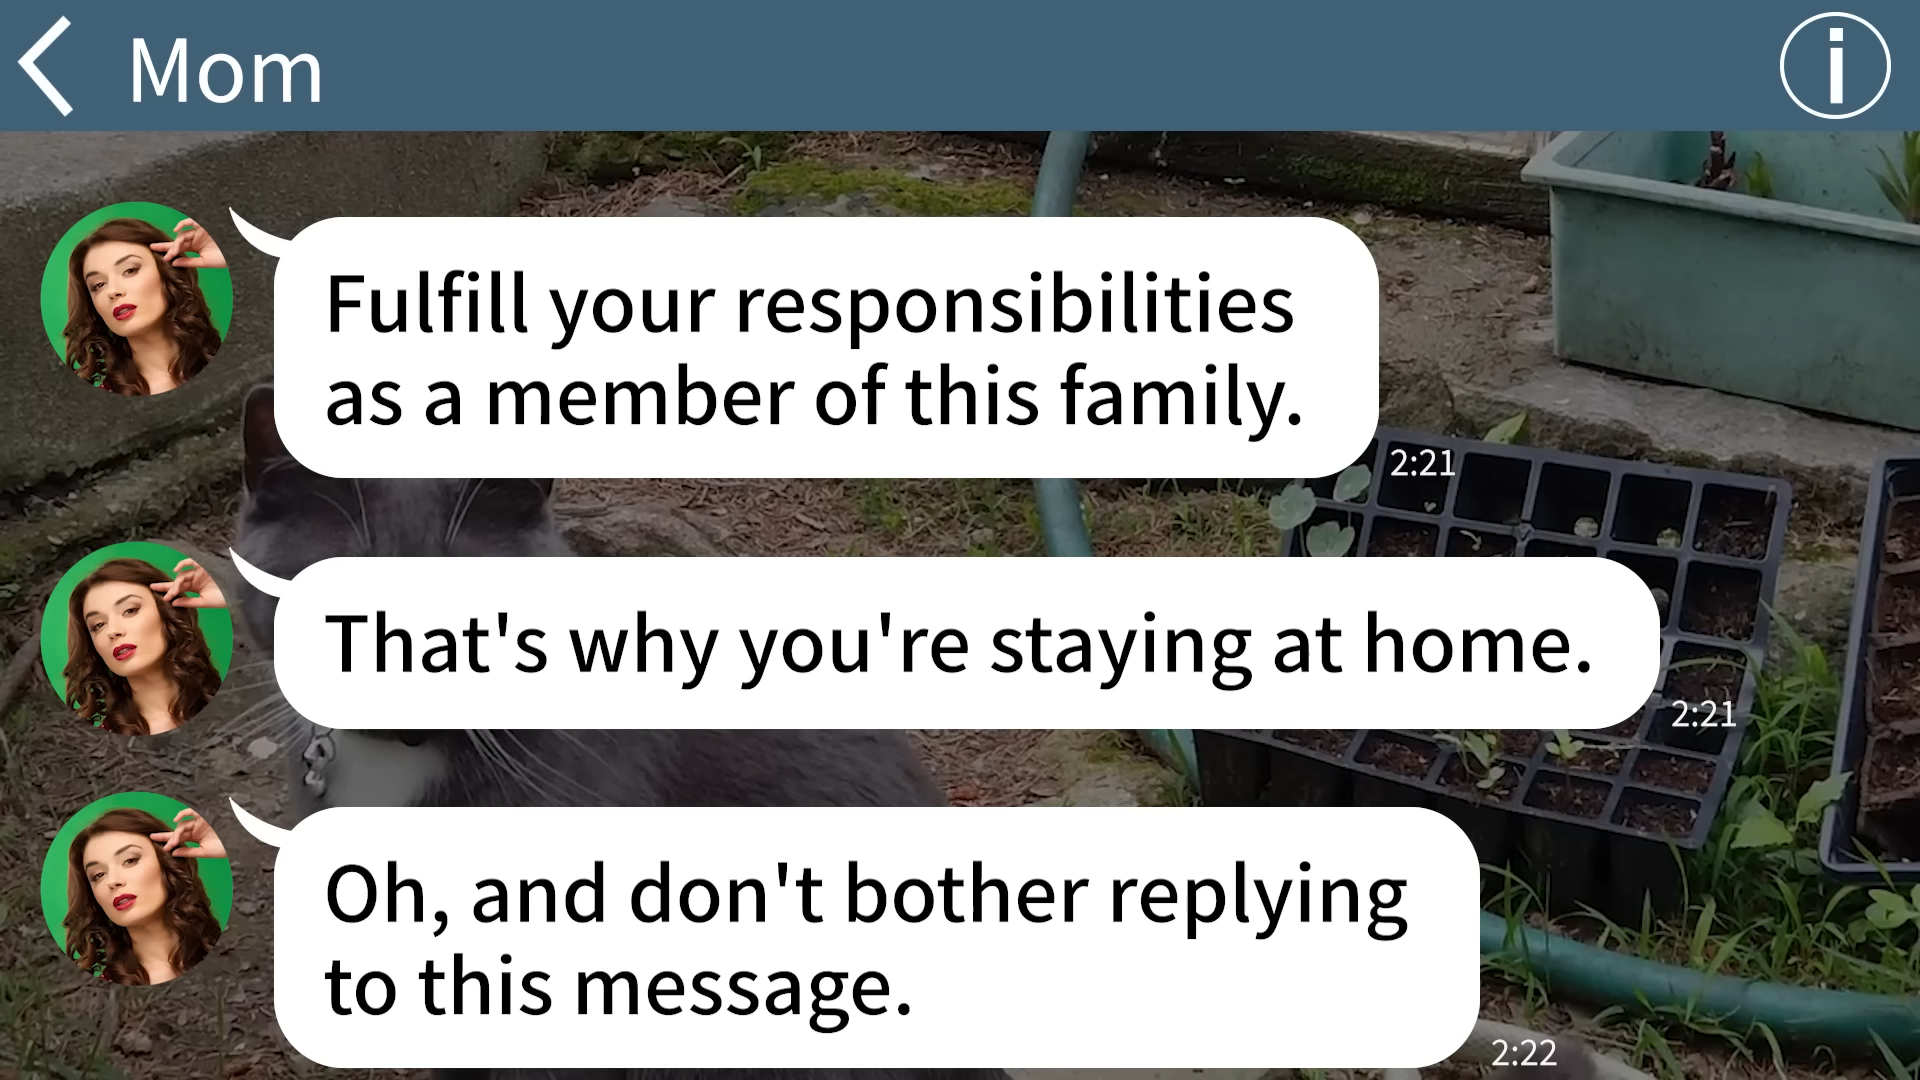 Mom
Fulfill your responsibilities
as a member of this family.
2:21
That's why you're staying at home.
2:21
Oh, and don't bother replying
to this message.
2:22